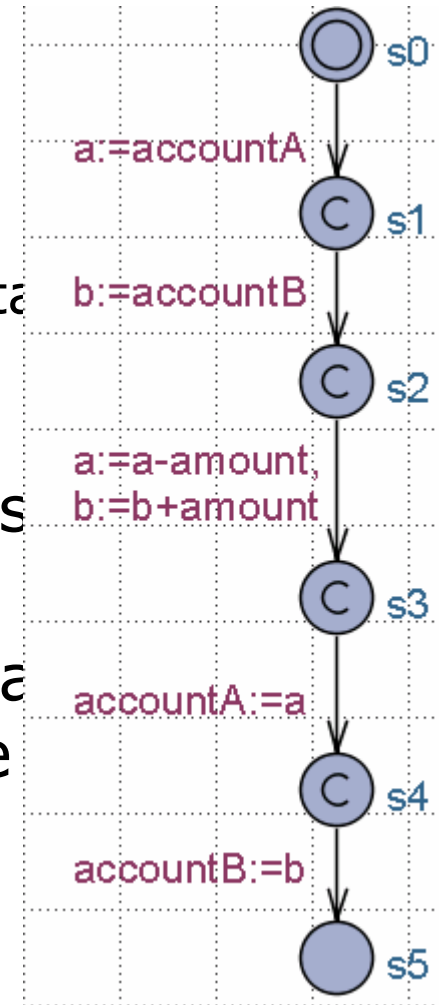 s0
a:=accountA
C s1
b:=accountB
C s2
a:=a-amount,
b:=b+amount
s
C s3
a
accountA:=a
e
C s4
accountB:=b
s5